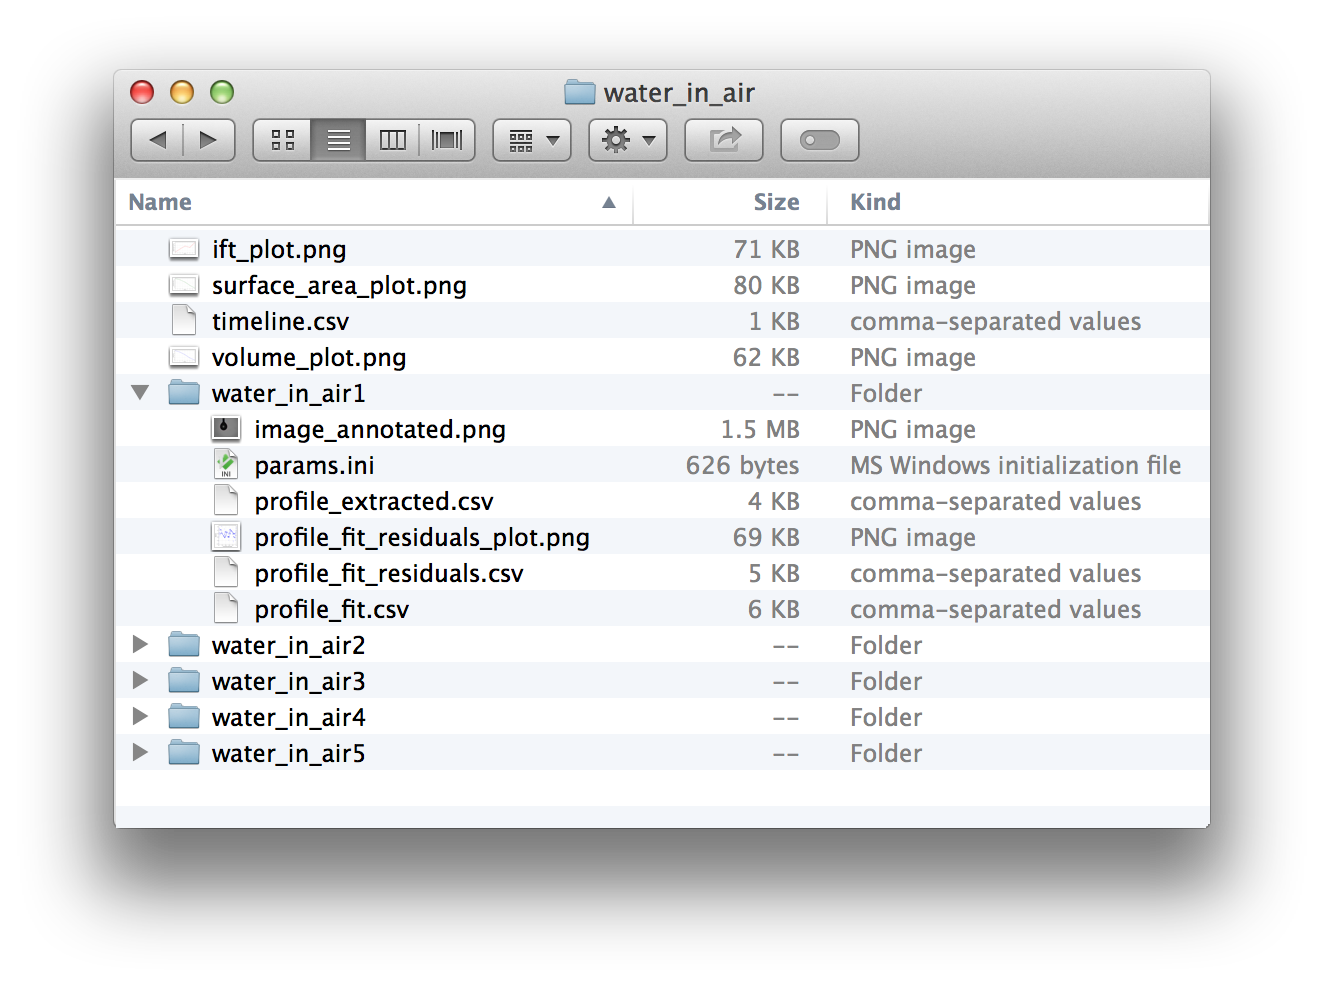 water_in_air
Name Size Kind
ift_plot.png 71 KB PNG image
surface_area_plot.png 80 KB PNG image
timeline.csv 1 KB comma-separated values
volume_plot.png 62 KB PNG image
water_in_air1 -- Folder
image_annotated.png 1.5 MB PNG image
INI params.ini 626 bytes MS Windows initialization file
profile_extracted.csv 4 KB comma-separated values
profile_fit_residuals_plot.png 69 KB PNG image
profile_fit_residuals.csv 5 KB comma-separated values
profile_fit.csv 6 KB comma-separated values
water_in_air2 -- Folder
water_in_air3 -- Folder
water_in_air4 -- Folder
water_in_air5 -- Folder